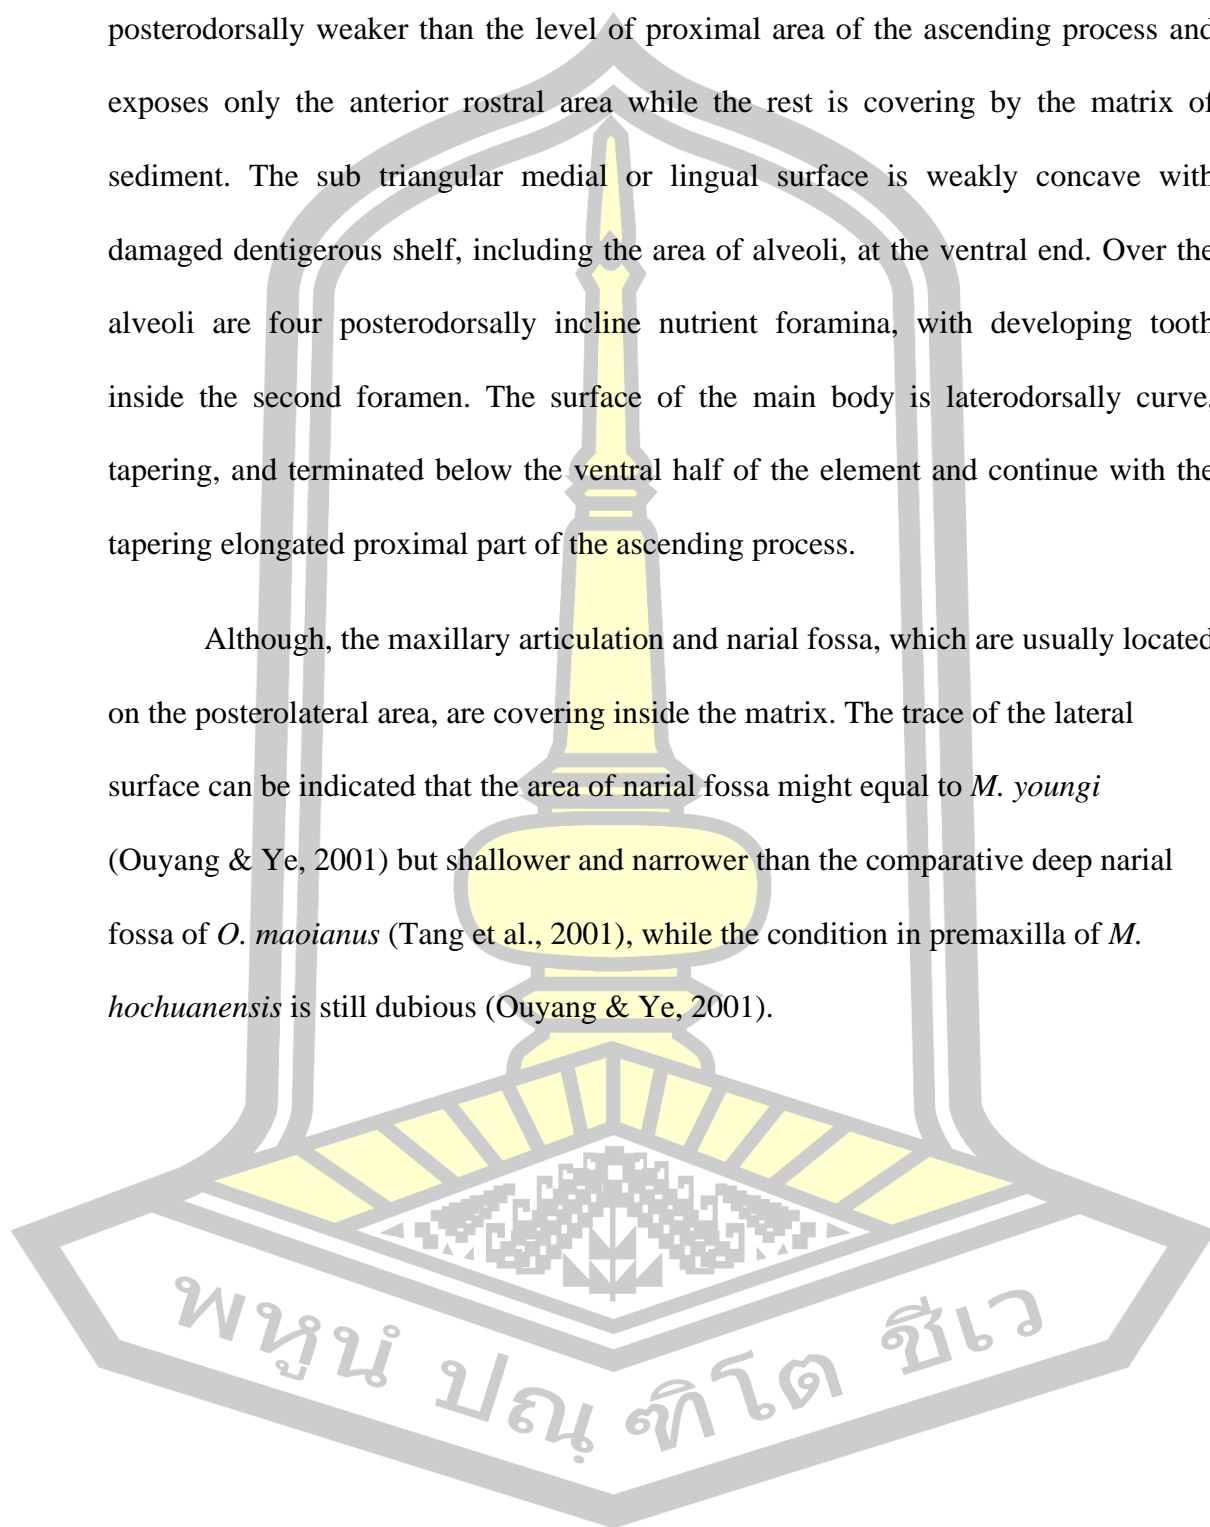 posterodorsally weaker than the level of proximal area of the ascending process and
exposes only the anterior rostral area while the rest is covering by the matrix of
sediment. The sub triangular medial or lingual surface is weakly concave with
damaged dentigerous shelf, including the area of alveoli, at the ventral end. Over the
alveoli are four posterodorsally incline nutrient foramina, with developing tooth
inside the second foramen. The surface of the main body is laterodorsally curve,
tapering, and terminated below the ventral half of the element and continue with the
tapering elongated proximal part of the ascending process.
Although, the maxillary articulation and narial fossa, which are usually located
on the posterolateral area, are covering inside the matrix. The trace of the lateral
surface can be indicated that the area of narial fossa might equal to M. youngi
(Ouyang & Ye, 2001) but shallower and narrower than the comparative deep narial
fossa of O. maoianus (Tang et al., 2001), while the condition in premaxilla of M.
hochuanensis is still dubious (Ouyang & Ye, 2001).
พหูนํ ปณฺฑิโต ชีเว